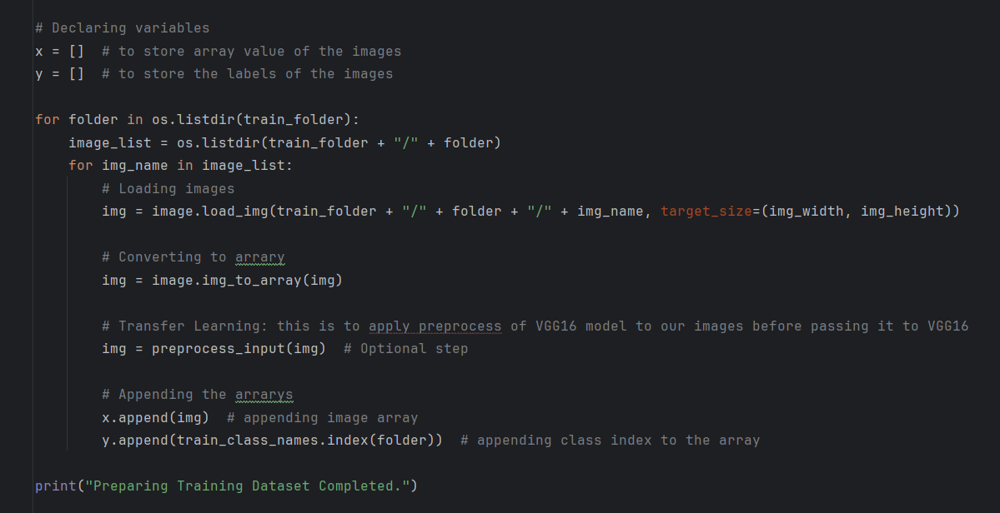 # Declaring variables
x = []  # to store array value of the images
y = []  # to store the labels of the images
for folder in os.listdir(train_folder):
    image_list = os.listdir(train_folder + "/" + folder)
    for img_name in image_list:
        # Loading images
        img = image.load_img(train_folder + "/" + folder + "/" + img_name, target_size=(img_width, img_height))
        # Converting to arrary
        img = image.img_to_array(img)
        # Transfer Learning: this is to apply preprocess of VGG16 model to our images before passing it to VGG16
        img = preprocess_input(img)  # Optional step
        # Appending the arrarys
        x.append(img)  # appending image array
        y.append(train_class_names.index(folder))  # appending class index to the array
print("Preparing Training Dataset Completed.")